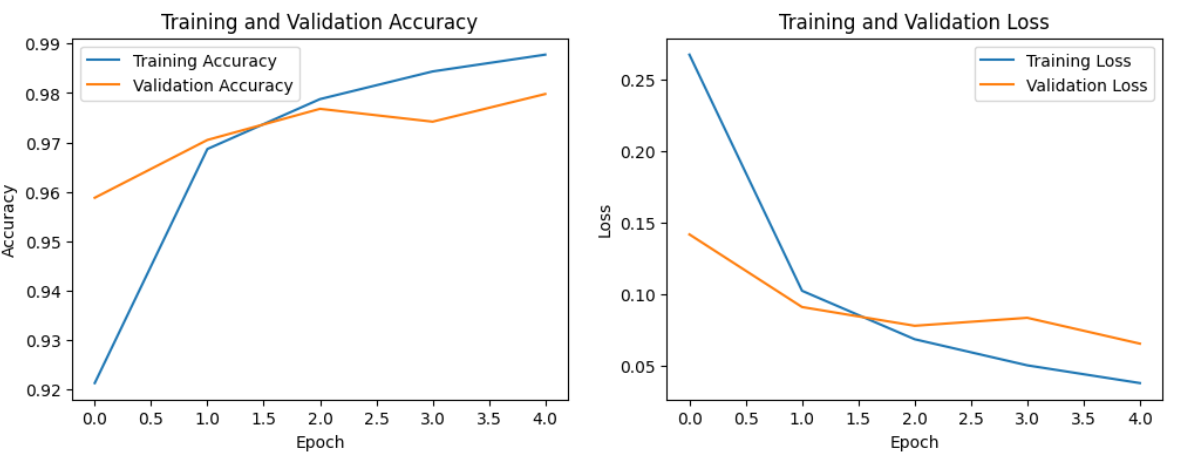 Training and Validation Accuracy
0.99
0.98
0.97
0.96
0.95
0.94
0.93
0.92
Accuracy
Training Accuracy
Validation Accuracy
0.0 0.5 1.0 1.5 2.0 2.5 3.0 3.5 4.0
Epoch
Training and Validation Loss
0.25
0.20
0.15
0.10
0.05
Loss
Training Loss
Validation Loss
0.0 0.5 1.0 1.5 2.0 2.5 3.0 3.5 4.0
Epoch